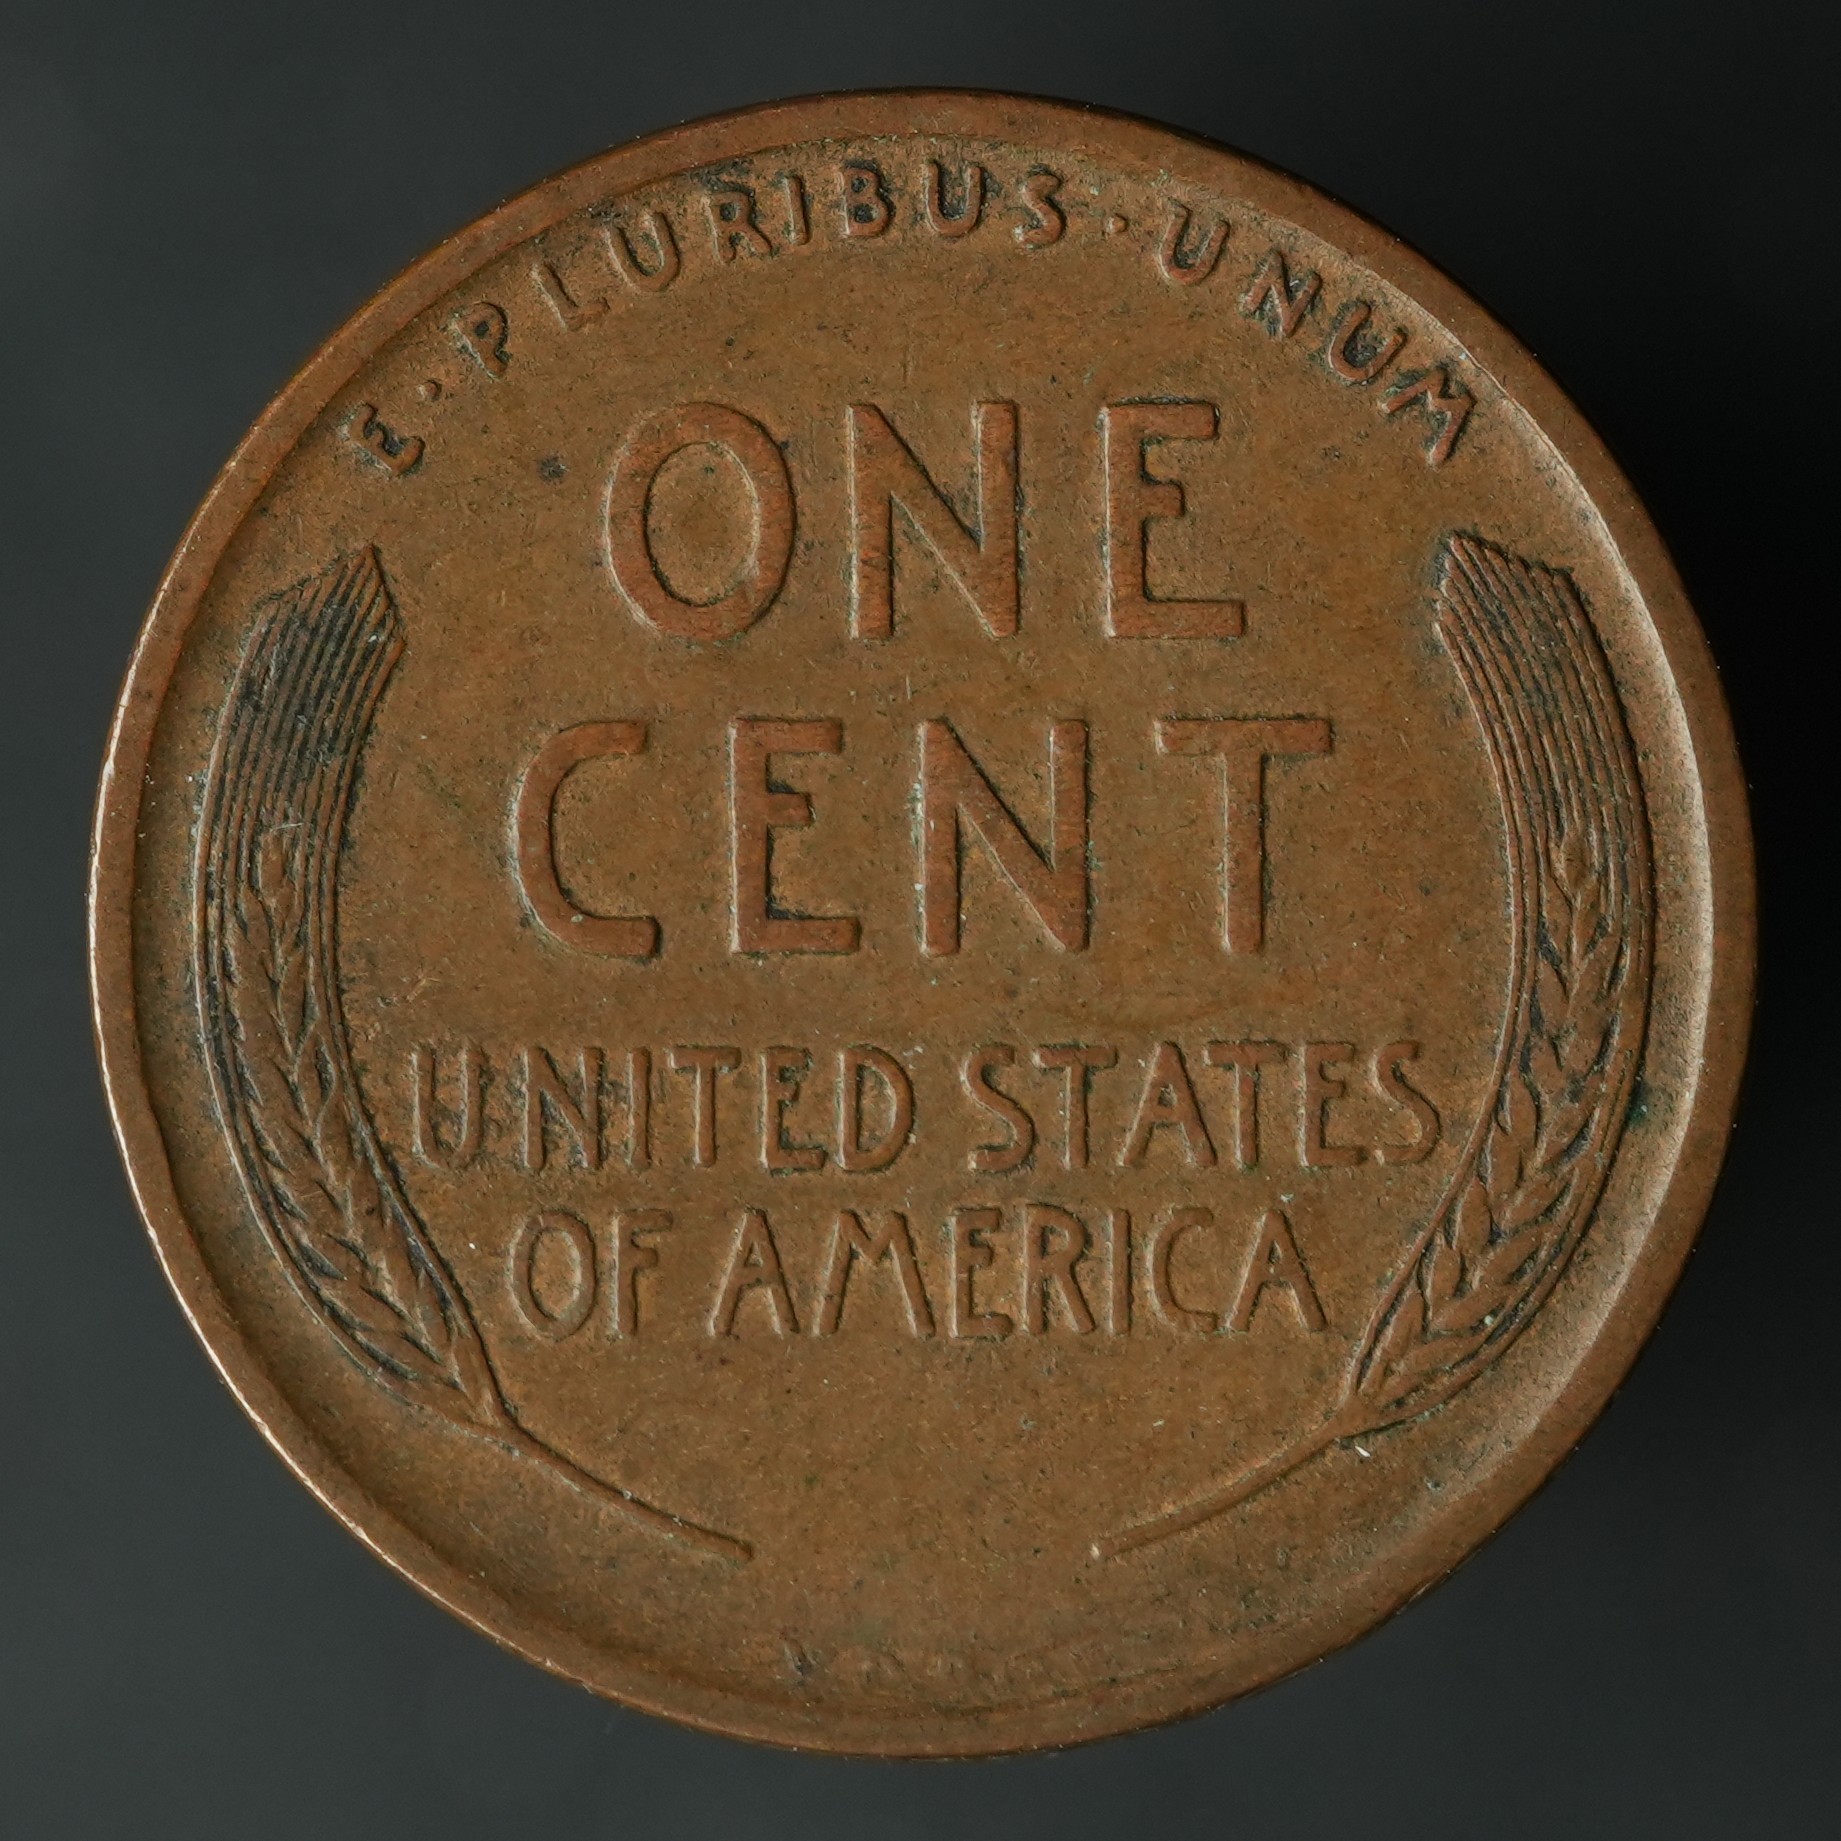 E·PLURIBUS·UNUM
ONE
CENT
UNITED STATES
OF AMERICA